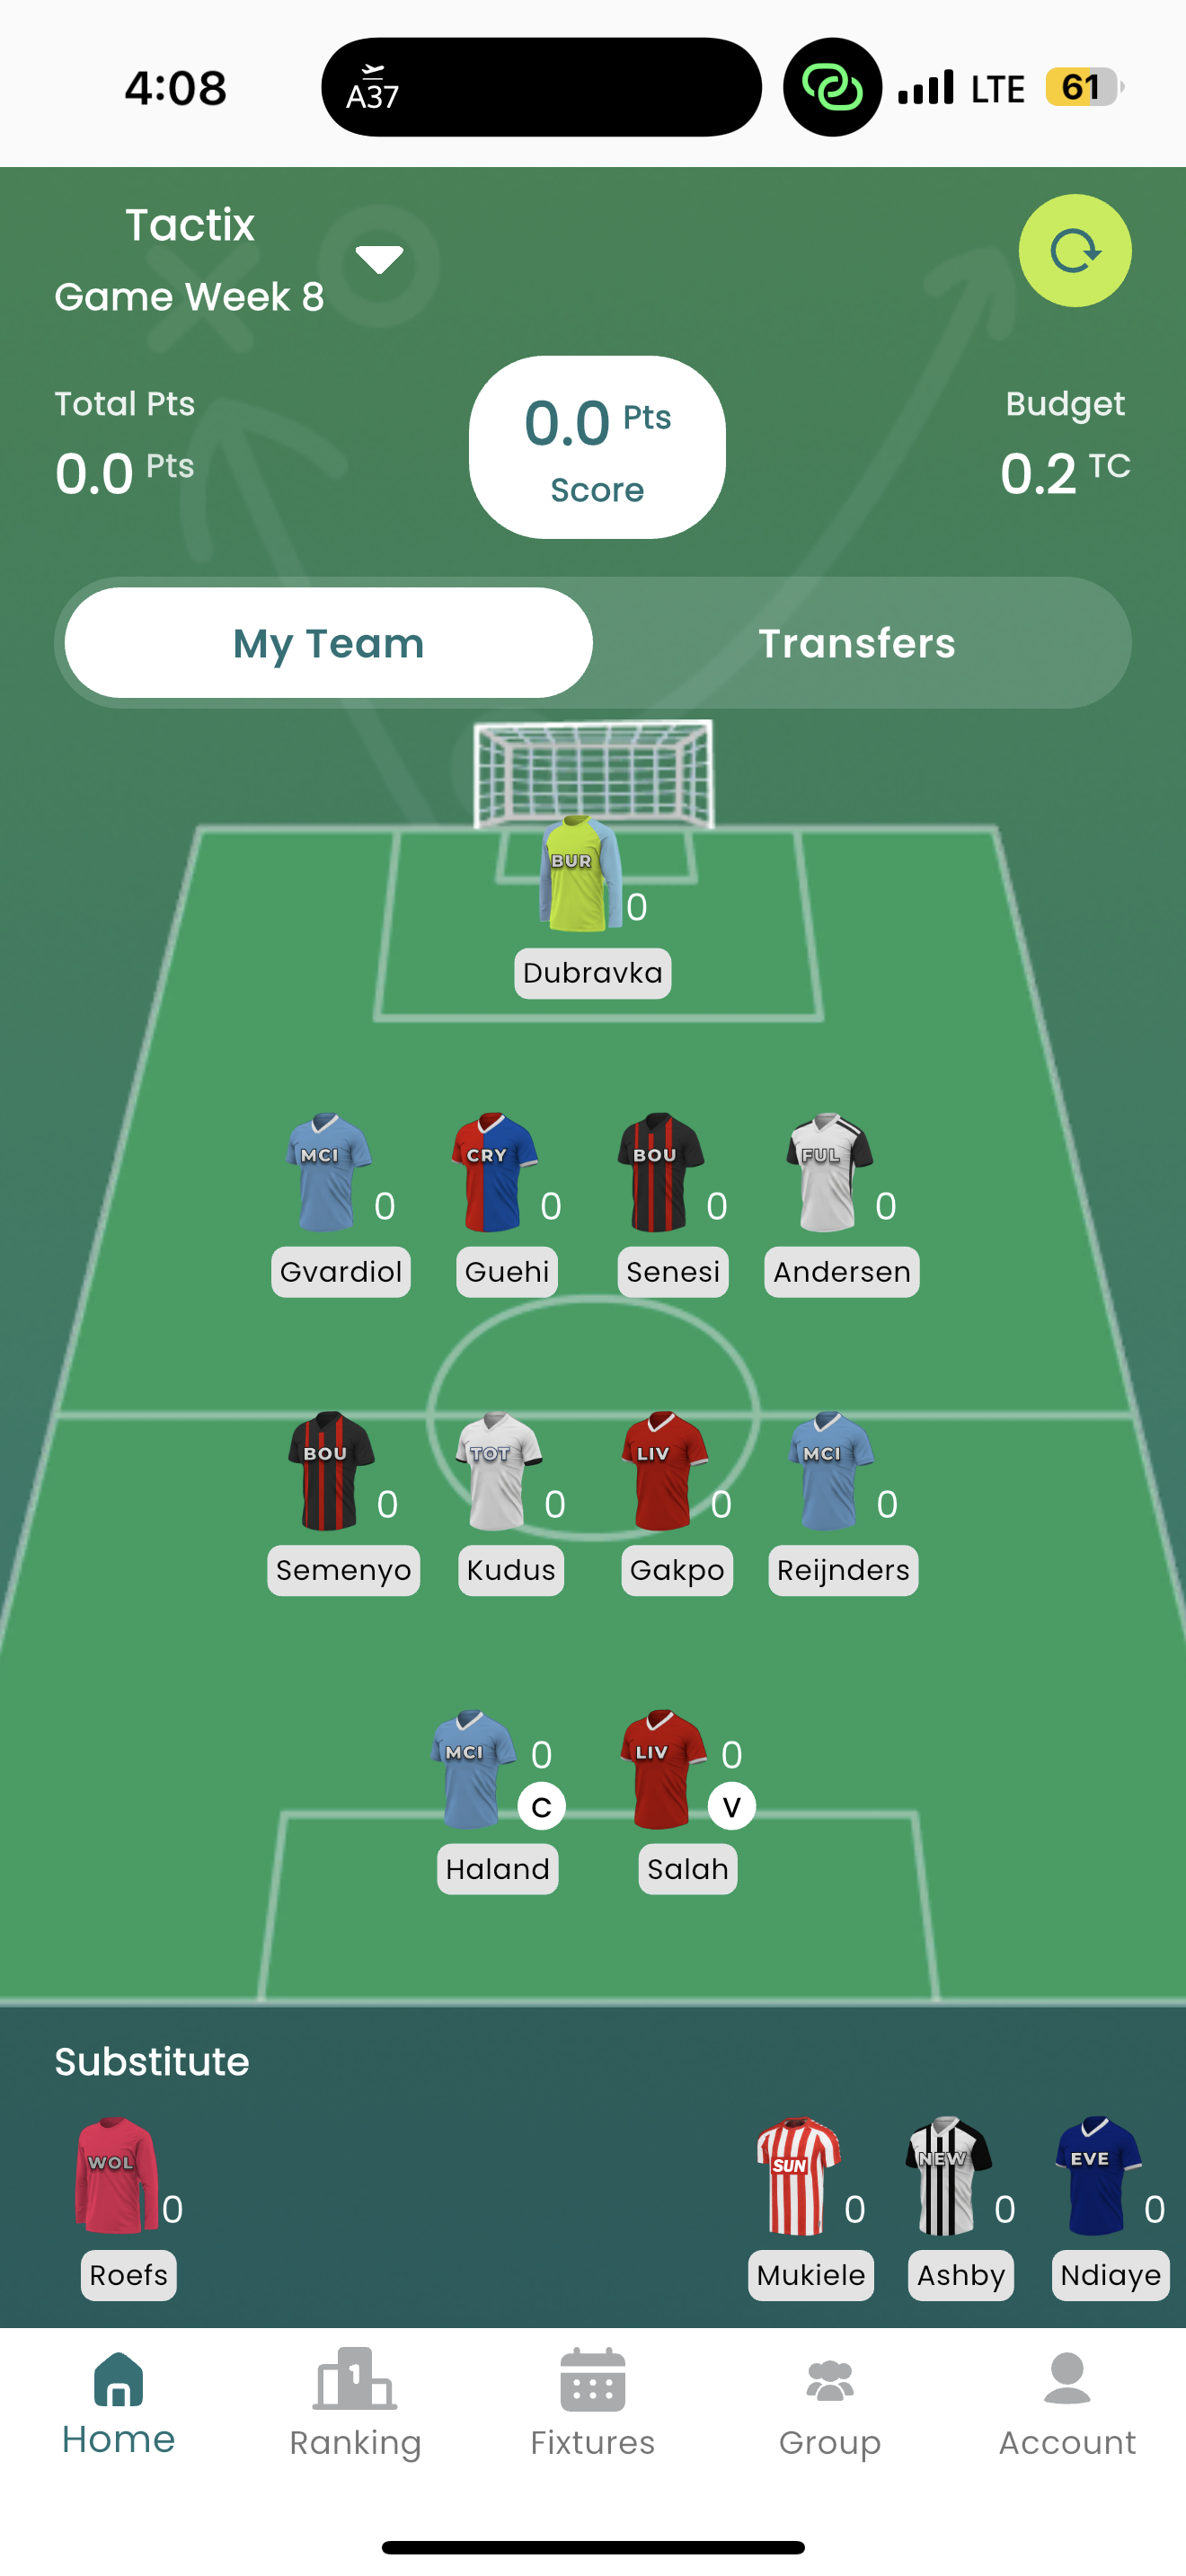 4:08
A37
LTE
61
Tactix
Game Week 8
Total Pts
0.0 Pts
0.0 Pts
Score
Budget
0.2 TC
My Team
Transfers
BUR
0
Dubravka
MCI
CRY
BOU
FUL
0
0
0
0
Gvardiol
Guehi
Senesi
Andersen
BOU
TOT
LIV
MCI
0
0
0
0
Semenyo
Kudus
Gakpo
Reijnders
MCI
0
LIV
0
C
V
Haland
Salah
Substitute
WOL
SUN
NEW
EVE
0
0
0
0
Roefs
Mukiele
Ashby
Ndiaye
1
Home
Ranking
Fixtures
Group
Account